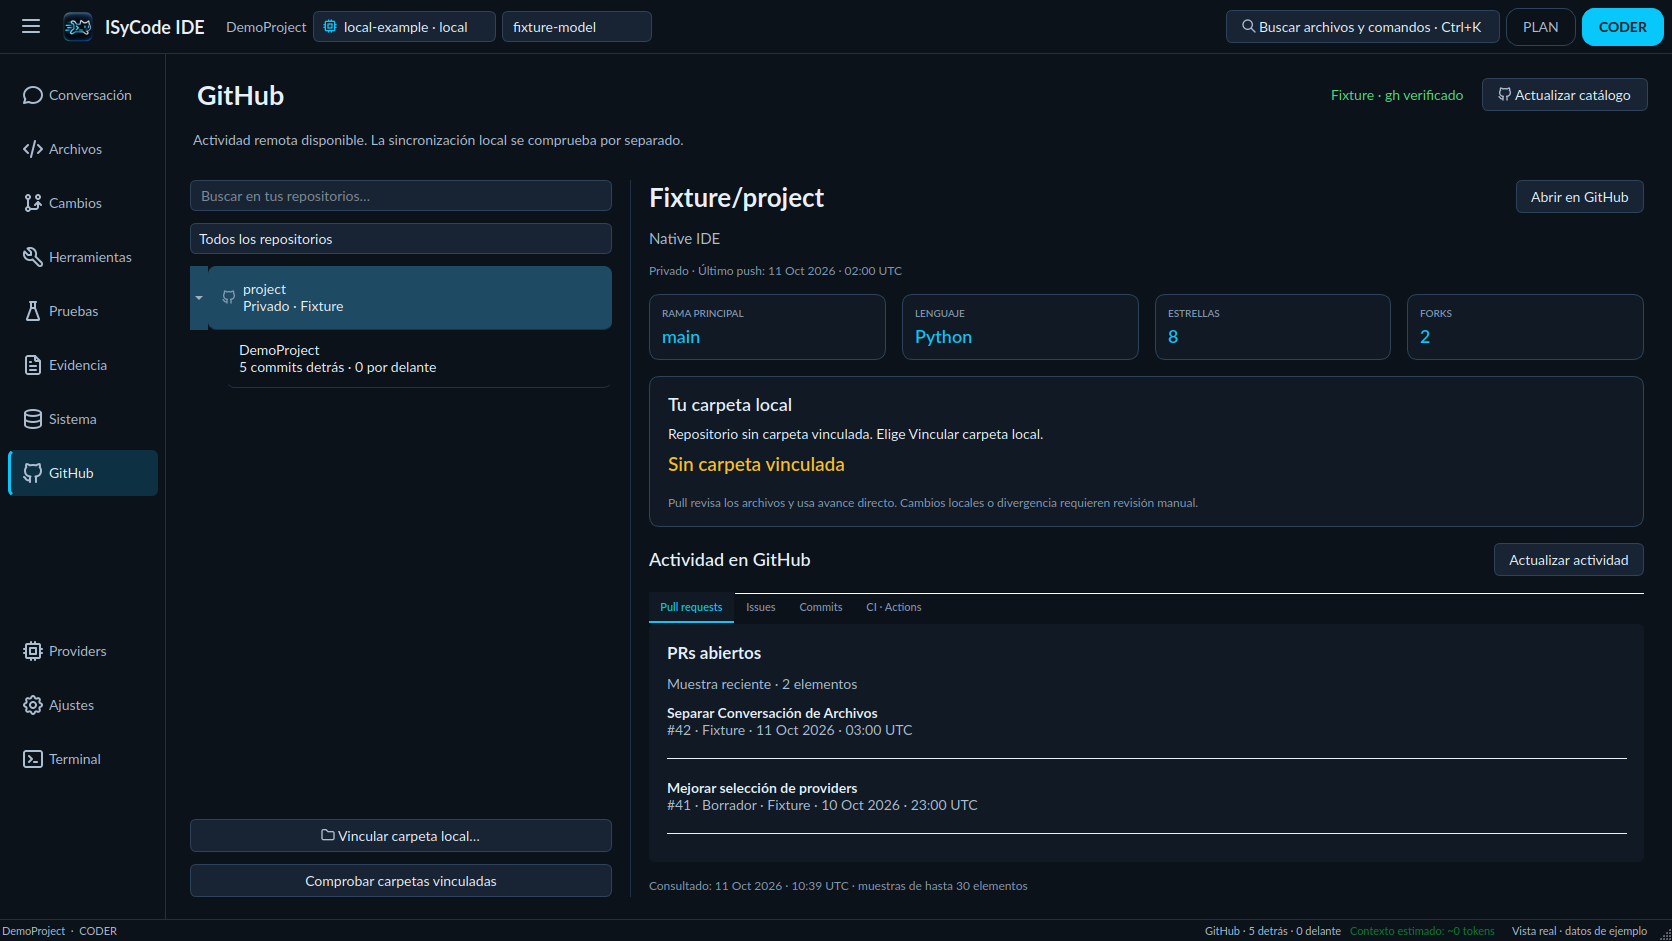 ISyCode IDE
DemoProject
local-example · local
fixture-model
Buscar archivos y comandos · Ctrl+K
PLAN
CODER
Conversación
Archivos
Cambios
Herramientas
Pruebas
Evidencia
Sistema
GitHub
Providers
Ajustes
Terminal
GitHub
Fixture · gh verificado
Actualizar catálogo
Actividad remota disponible. La sincronización local se comprueba por separado.
Buscar en tus repositorios...
Todos los repositorios
project
Privado · Fixture
DemoProject
5 commits detrás · 0 por delante
Vincular carpeta local...
Comprobar carpetas vinculadas
Fixture/project
Abrir en GitHub
Native IDE
Privado · Último push: 11 Oct 2026 · 02:00 UTC
RAMA PRINCIPAL
main
LENGUAJE
Python
ESTRELLAS
8
FORKS
2
Tu carpeta local
Repositorio sin carpeta vinculada. Elige Vincular carpeta local.
Sin carpeta vinculada
Pull revisa los archivos y usa avance directo. Cambios locales o divergencia requieren revisión manual.
Actividad en GitHub
Actualizar actividad
Pull requests
Issues
Commits
CI · Actions
PRs abiertos
Muestra reciente · 2 elementos
Separar Conversación de Archivos
#42 · Fixture · 11 Oct 2026 · 03:00 UTC
Mejorar selección de providers
#41 · Borrador · Fixture · 10 Oct 2026 · 23:00 UTC
Consultado: 11 Oct 2026 · 10:39 UTC · muestras de hasta 30 elementos
DemoProject · CODER
GitHub · 5 detrás · 0 delante
Contexto estimado: ~0 tokens
Vista real · datos de ejemplo